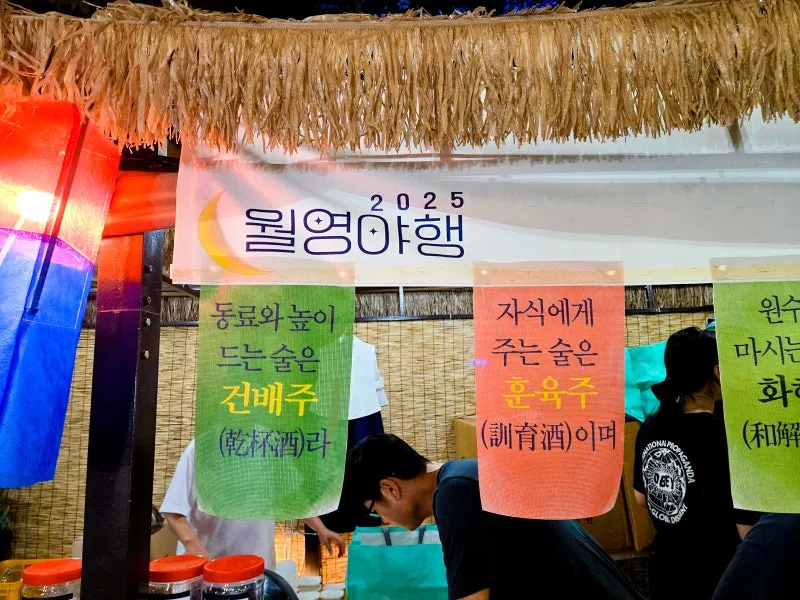 2025
월영야행
동료와 높이
드는 술은
건배주
(乾杯酒)라
자식에게
주는 술은
훈육주
(訓育酒)이며
원수
마시는
화해
(和解
OBEY